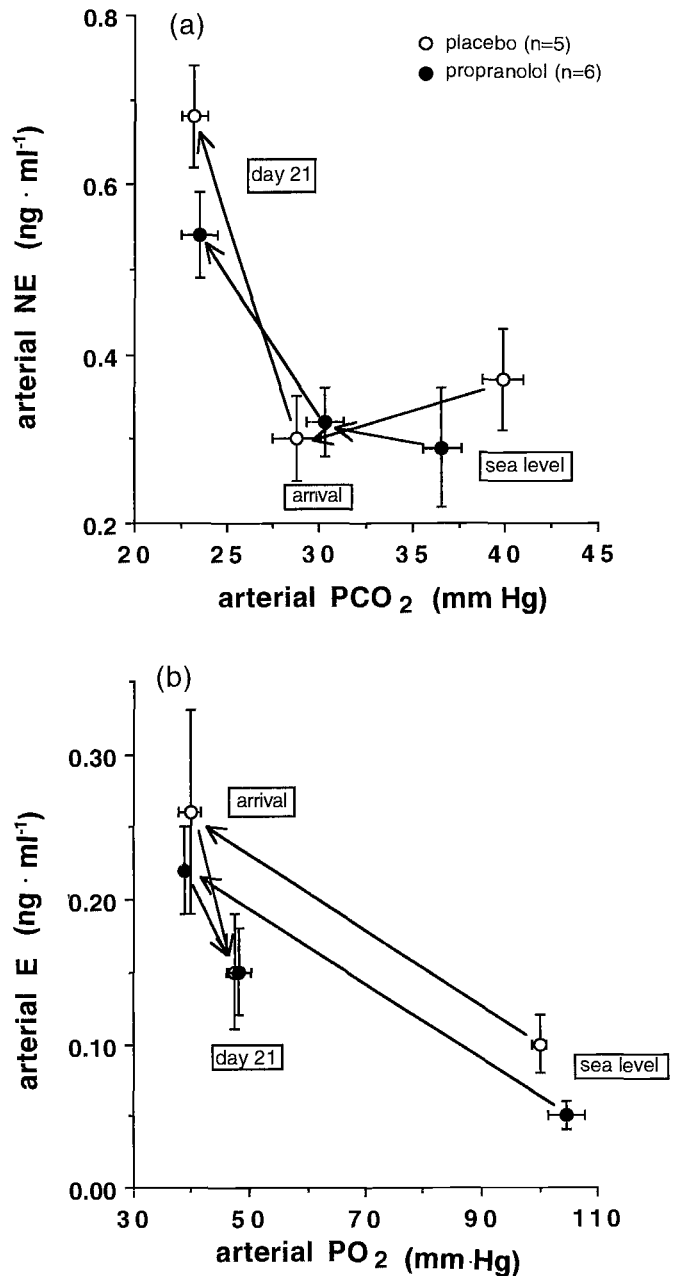 (a)
placebo (n=5)
propranolol (n=6)
0.8
0.6
0.4
0.2
arterial NE (ng · ml⁻¹)
day 21
arrival
sea level
20 25 30 35 40 45
arterial PCO₂ (mm Hg)
(b)
0.30
0.20
0.10
0.00
arterial E (ng · ml⁻¹)
arrival
day 21
sea level
30 50 70 90 110
arterial PO₂ (mm Hg)